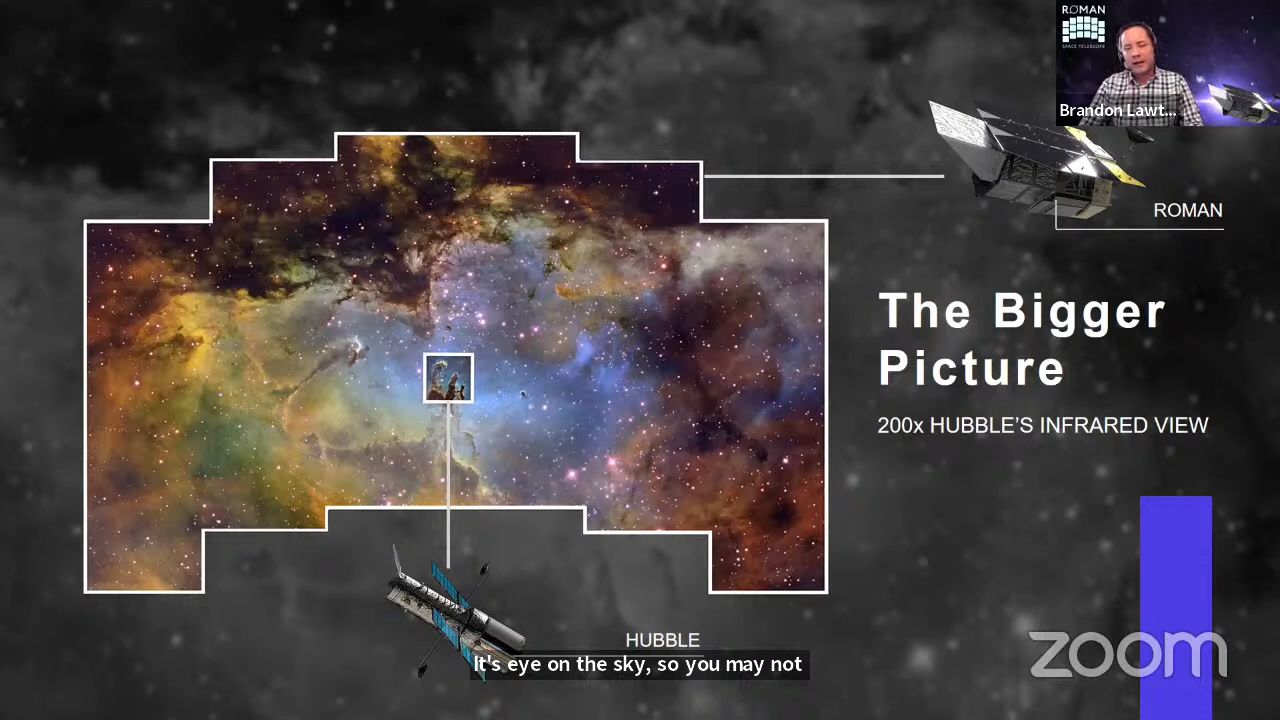 ROMAN
SPACE TELESCOPE
Brandon Lawt...
ROMAN
The Bigger
Picture
200x HUBBLE'S INFRARED VIEW
HUBBLE
It's eye on the sky, so you may not
zoom